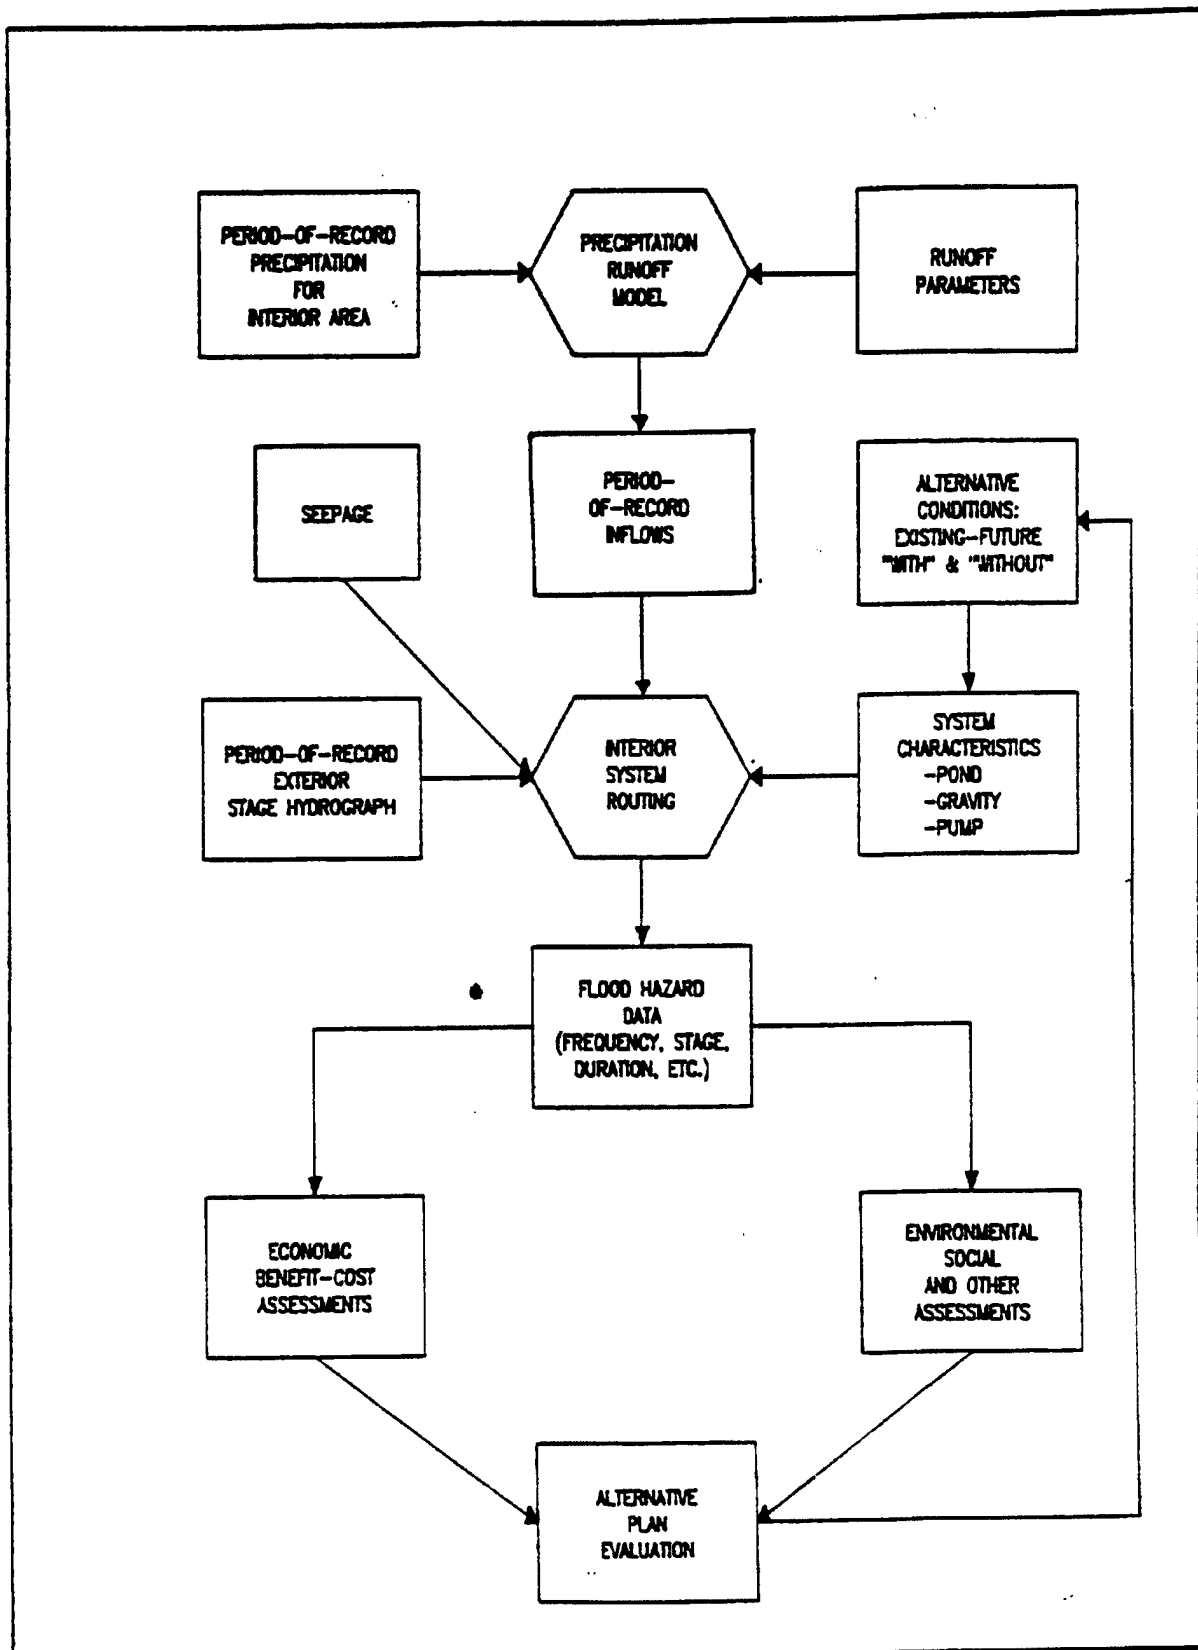 PERIOD-OF-RECORD
PRECIPITATION
FOR
INTERIOR AREA
PRECIPITATION
RUNOFF
MODEL
RUNOFF
PARAMETERS
SEEPAGE
PERIOD-
OF-RECORD
INFLOWS
ALTERNATIVE
CONDITIONS:
EXISTING-FUTURE
"WITH" & "WITHOUT"
PERIOD-OF-RECORD
EXTERIOR
STAGE HYDROGRAPH
INTERIOR
SYSTEM
ROUTING
SYSTEM
CHARACTERISTICS
-POND
-GRAVITY
-PUMP
FLOOD HAZARD
DATA
(FREQUENCY, STAGE,
DURATION, ETC.)
ECONOMIC
BENEFIT-COST
ASSESSMENTS
ENVIRONMENTAL
SOCIAL
AND OTHER
ASSESSMENTS
ALTERNATIVE
PLAN
EVALUATION